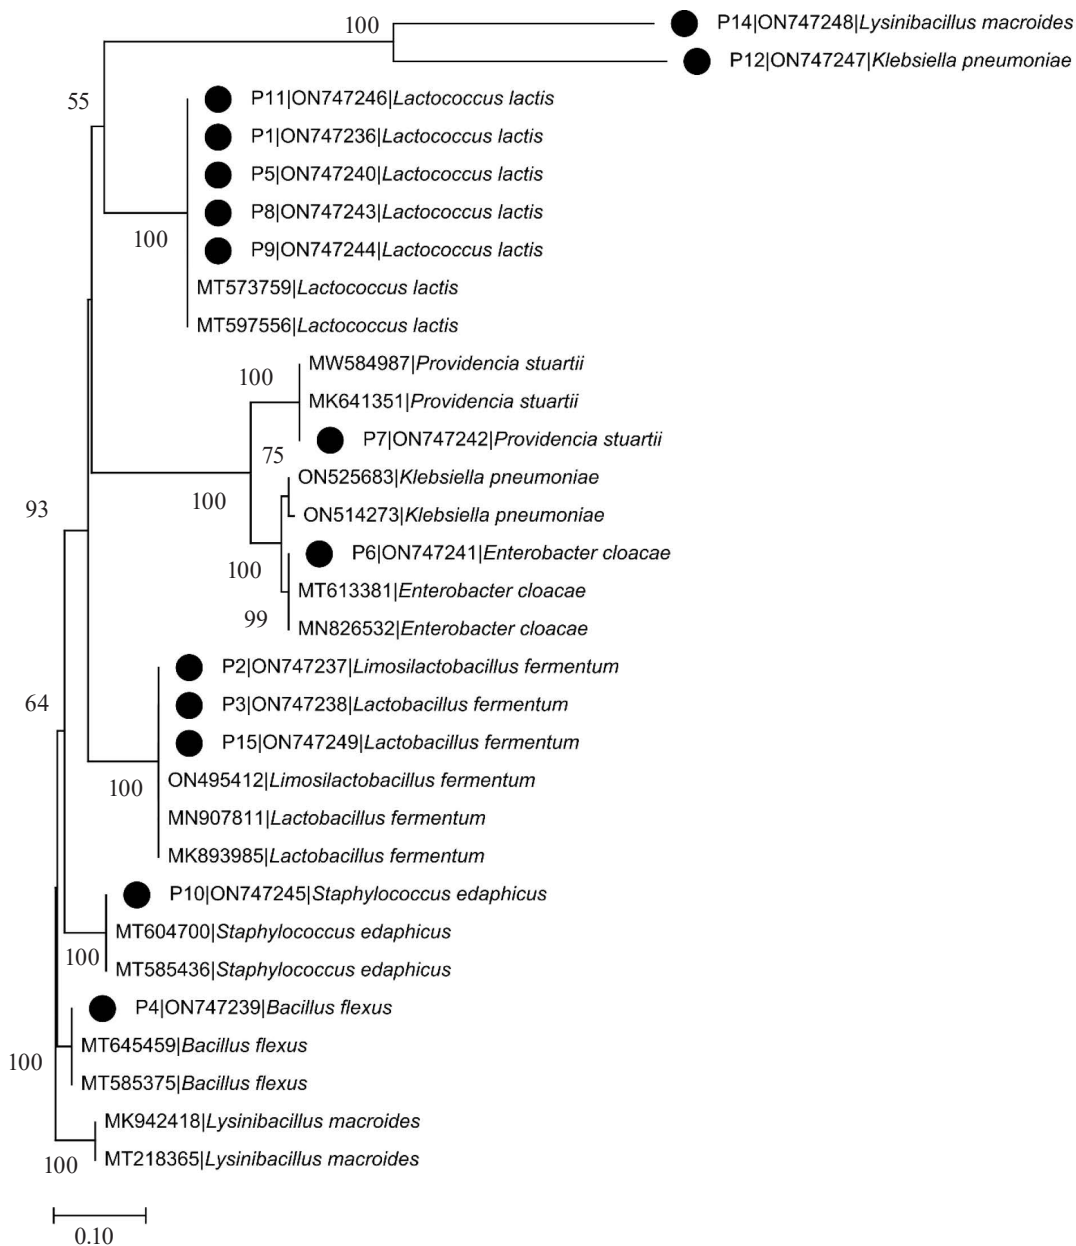 100
P14|ON747248|Lysinibacillus macroides
P12|ON747247|Klebsiella pneumoniae
55
P11|ON747246|Lactococcus lactis
P1|ON747236|Lactococcus lactis
P5|ON747240|Lactococcus lactis
P8|ON747243|Lactococcus lactis
100
P9|ON747244|Lactococcus lactis
MT573759|Lactococcus lactis
MT597556|Lactococcus lactis
MW584987|Providencia stuartii
100
MK641351|Providencia stuartii
P7|ON747242|Providencia stuartii
75
ON525683|Klebsiella pneumoniae
100
ON514273|Klebsiella pneumoniae
93
P6|ON747241|Enterobacter cloacae
100
MT613381|Enterobacter cloacae
99
MN826532|Enterobacter cloacae
P2|ON747237|Limosilactobacillus fermentum
64
P3|ON747238|Lactobacillus fermentum
P15|ON747249|Lactobacillus fermentum
100
ON495412|Limosilactobacillus fermentum
MN907811|Lactobacillus fermentum
MK893985|Lactobacillus fermentum
P10|ON747245|Staphylococcus edaphicus
MT604700|Staphylococcus edaphicus
100
MT585436|Staphylococcus edaphicus
P4|ON747239|Bacillus flexus
MT645459|Bacillus flexus
100
MT585375|Bacillus flexus
MK942418|Lysinibacillus macroides
100
MT218365|Lysinibacillus macroides
0.10